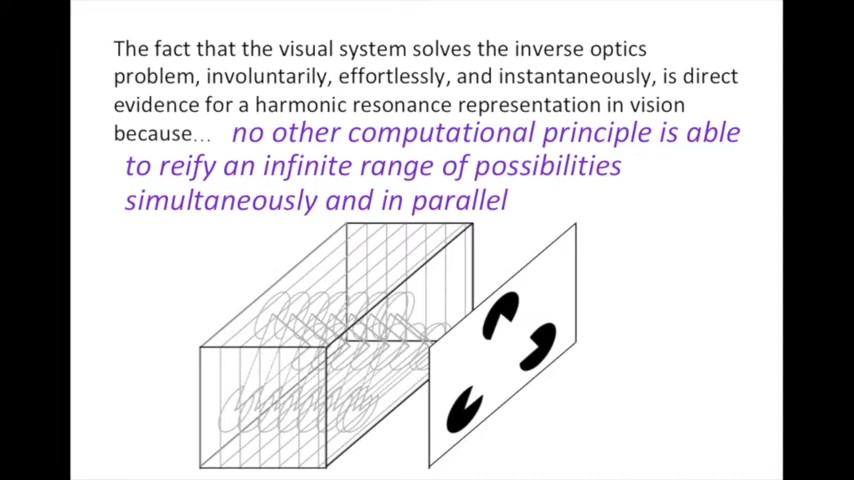 The fact that the visual system solves the inverse optics
problem, involuntarily, effortlessly, and instantaneously, is direct
evidence for a harmonic resonance representation in vision
because... no other computational principle is able
to reify an infinite range of possibilities
simultaneously and in parallel